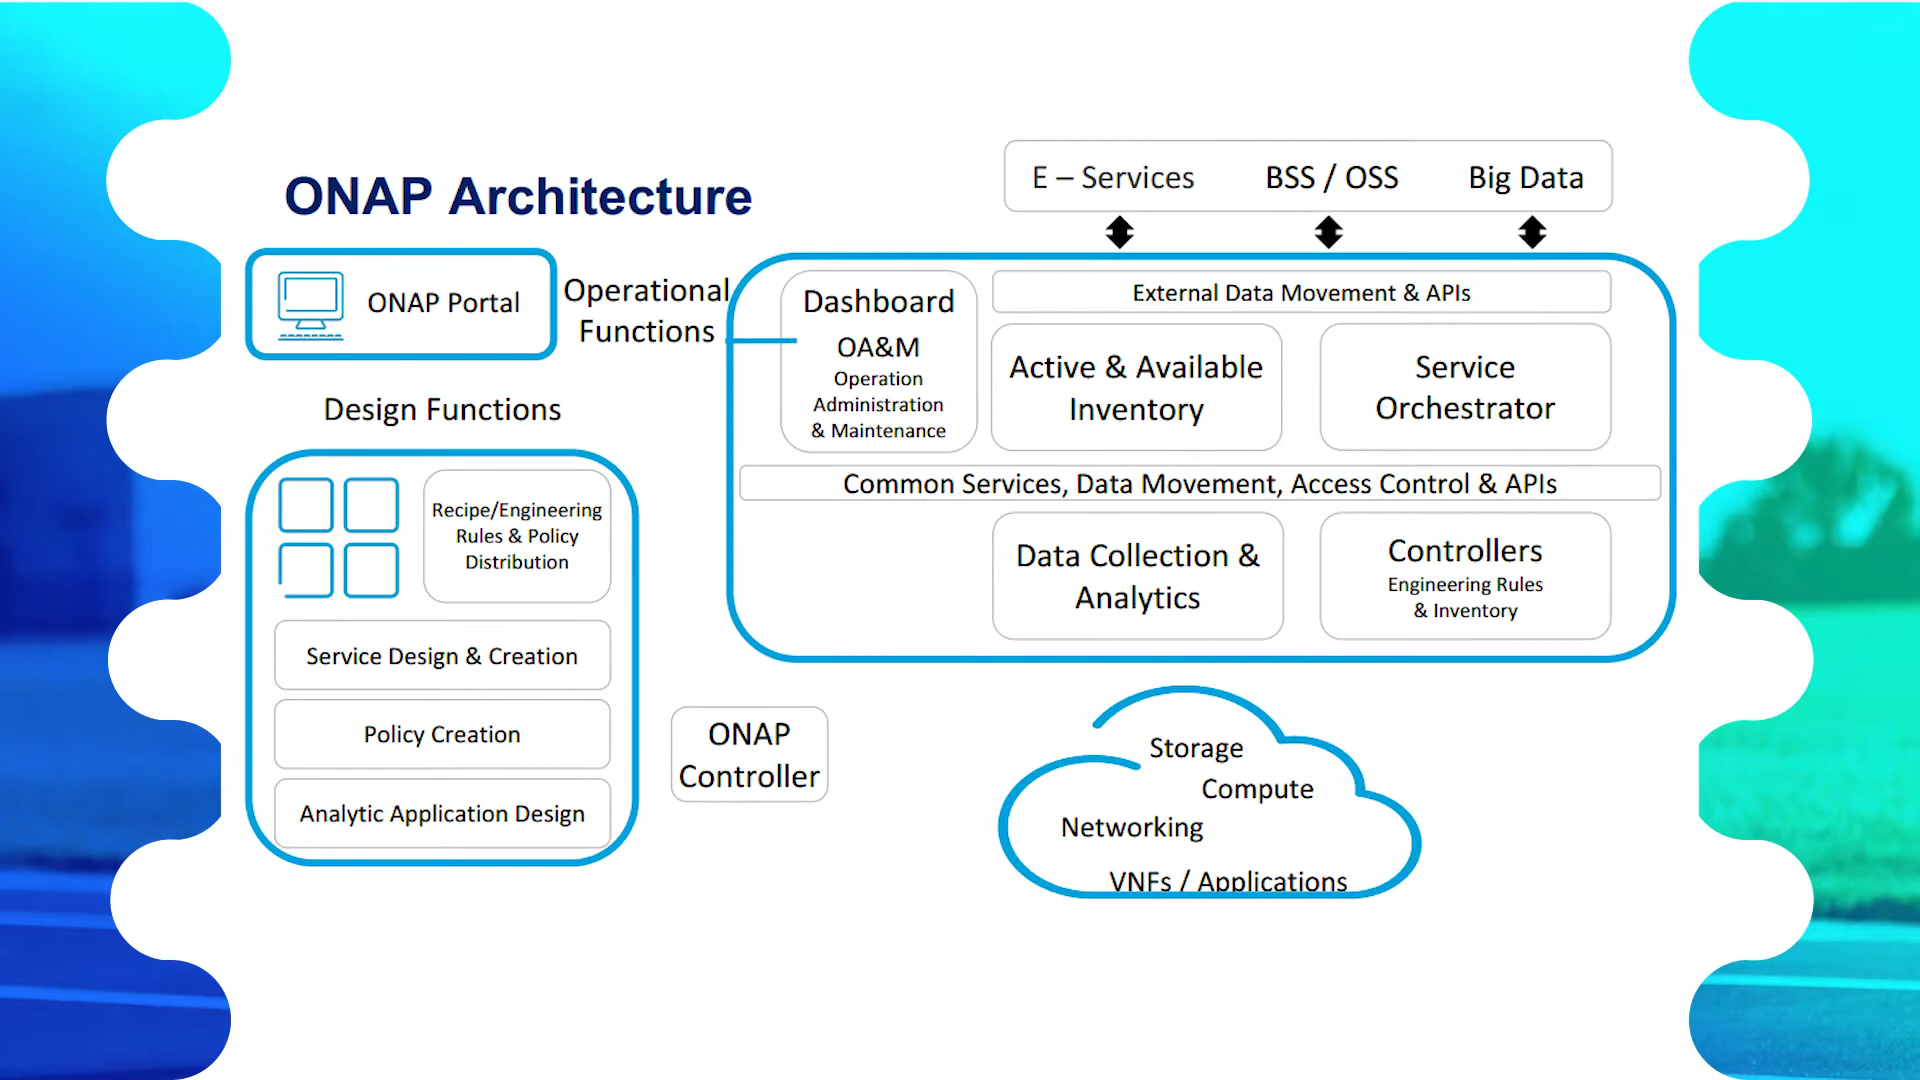 ONAP Architecture
ONAP Portal
Operational
Functions
Design Functions
Recipe/Engineering
Rules & Policy
Distribution
Service Design & Creation
Policy Creation
Analytic Application Design
ONAP
Controller
E – Services
BSS / OSS
Big Data
Dashboard
OA&M
Operation
Administration
& Maintenance
External Data Movement & APIs
Active & Available
Inventory
Service
Orchestrator
Common Services, Data Movement, Access Control & APIs
Data Collection &
Analytics
Controllers
Engineering Rules
& Inventory
Storage
Compute
Networking
VNFs / Applications